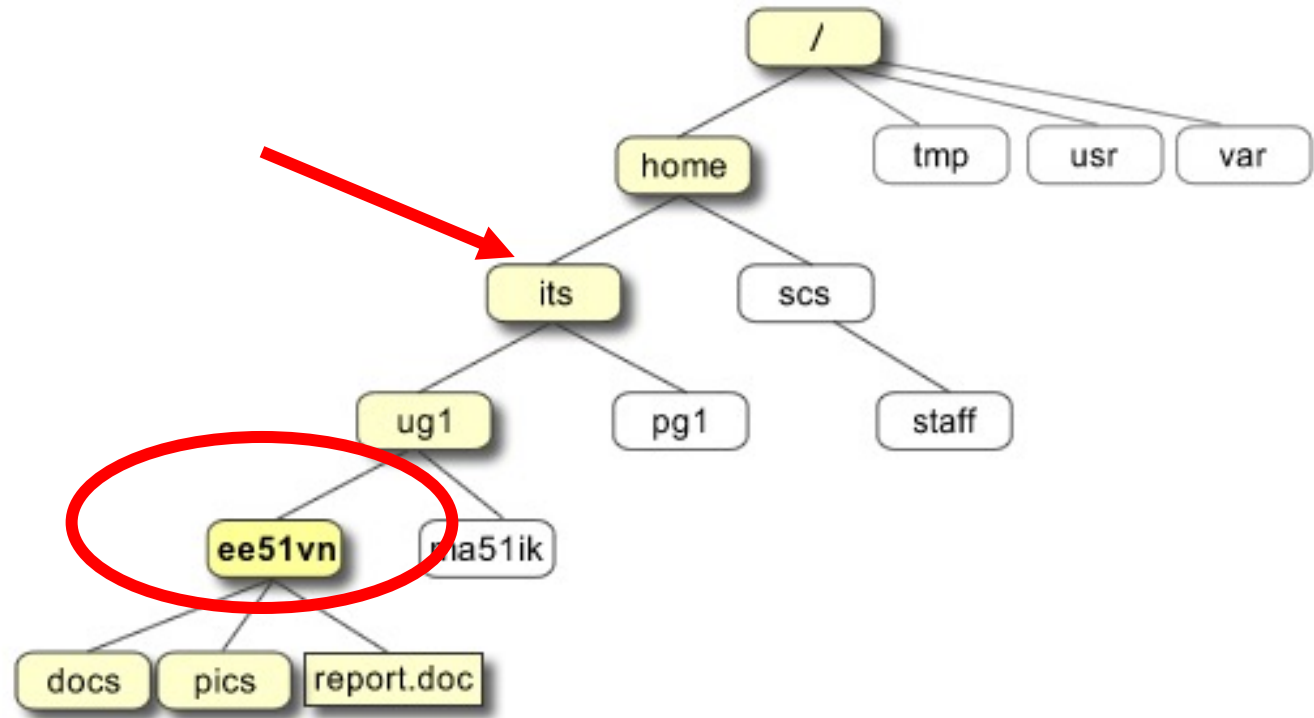 /
home
tmp
usr
var
its
scs
ug1
pg1
staff
ee51vn
ma51ik
docs
pics
report.doc